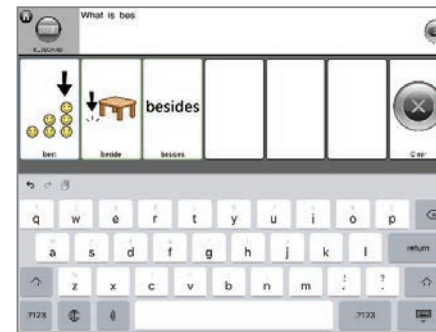 What is bes
besides
best
beside
besides
Clear
q w e r t y u i o p
a s d f g h j k l return
z x c v b n m ! ?
.?123 .?123